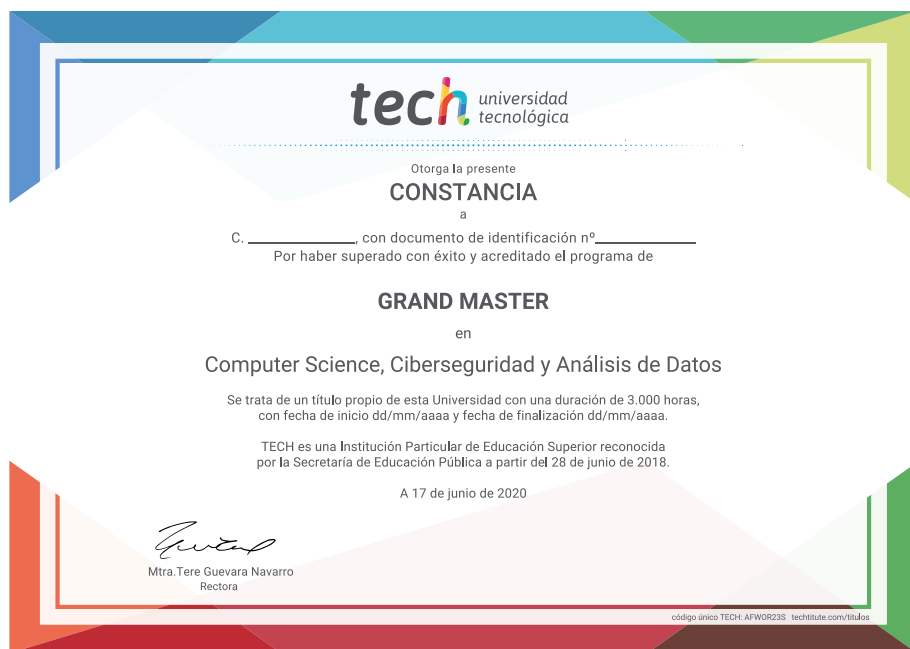 tech universidad
tecnológica
Otorga la presente
CONSTANCIA
a
C. ____________, con documento de identificación nº____________
Por haber superado con éxito y acreditado el programa de
GRAND MASTER
en
Computer Science, Ciberseguridad y Análisis de Datos
Se trata de un título propio de esta Universidad con una duración de 3.000 horas,
con fecha de inicio dd/mm/aaaa y fecha de finalización dd/mm/aaaa.
TECH es una Institución Particular de Educación Superior reconocida
por la Secretaría de Educación Pública a partir del 28 de junio de 2018.
A 17 de junio de 2020
Mtra.Tere Guevara Navarro
Rectora
código único TECH: AFWOR23S techtitute.com/titulos